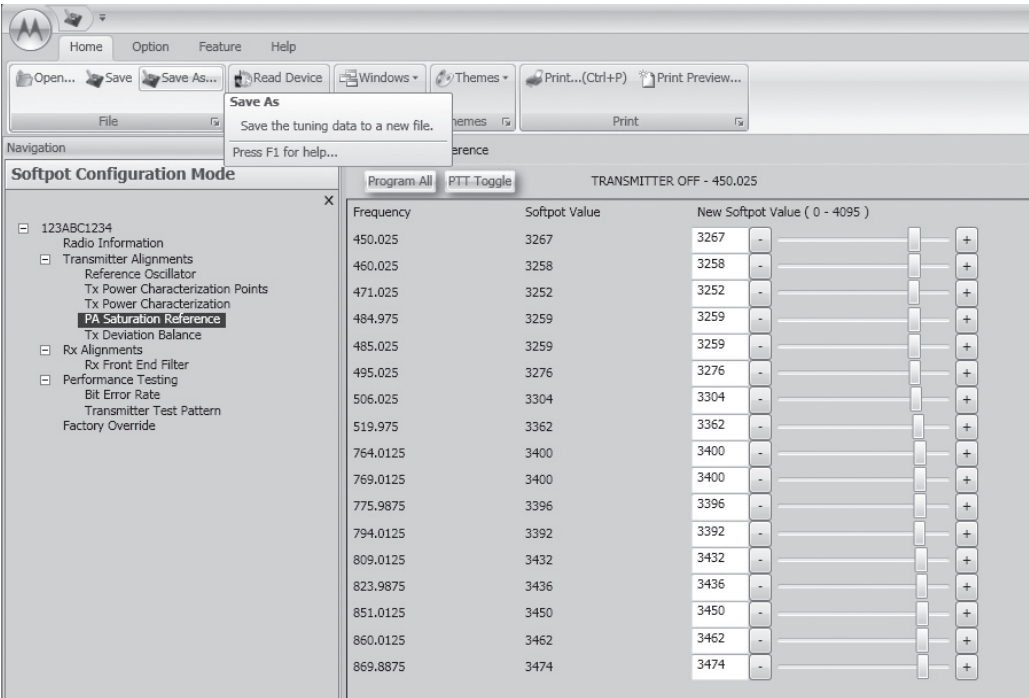 Home Option Feature Help
Open... Save Save As... Read Device Windows Themes Print...(Ctrl+P) Print Preview...
File hemes Print
Save As
Save the tuning data to a new file.
Press F1 for help...
Navigation erence
Softpot Configuration Mode
X
123ABC1234
Radio Information
Transmitter Alignments
Reference Oscillator
Tx Power Characterization Points
Tx Power Characterization
PA Saturation Reference
Tx Deviation Balance
Rx Alignments
Rx Front End Filter
Performance Testing
Bit Error Rate
Transmitter Test Pattern
Factory Override
Program All PTT Toggle TRANSMITTER OFF - 450.025
Frequency Softpot Value New Softpot Value ( 0 - 4095 )
450.025 3267 3267 - +
460.025 3258 3258 - +
471.025 3252 3252 - +
484.975 3259 3259 - +
485.025 3259 3259 - +
495.025 3276 3276 - +
506.025 3304 3304 - +
519.975 3362 3362 - +
764.0125 3400 3400 - +
769.0125 3400 3400 - +
775.9875 3396 3396 - +
794.0125 3392 3392 - +
809.0125 3432 3432 - +
823.9875 3436 3436 - +
851.0125 3450 3450 - +
860.0125 3462 3462 - +
869.8875 3474 3474 - +